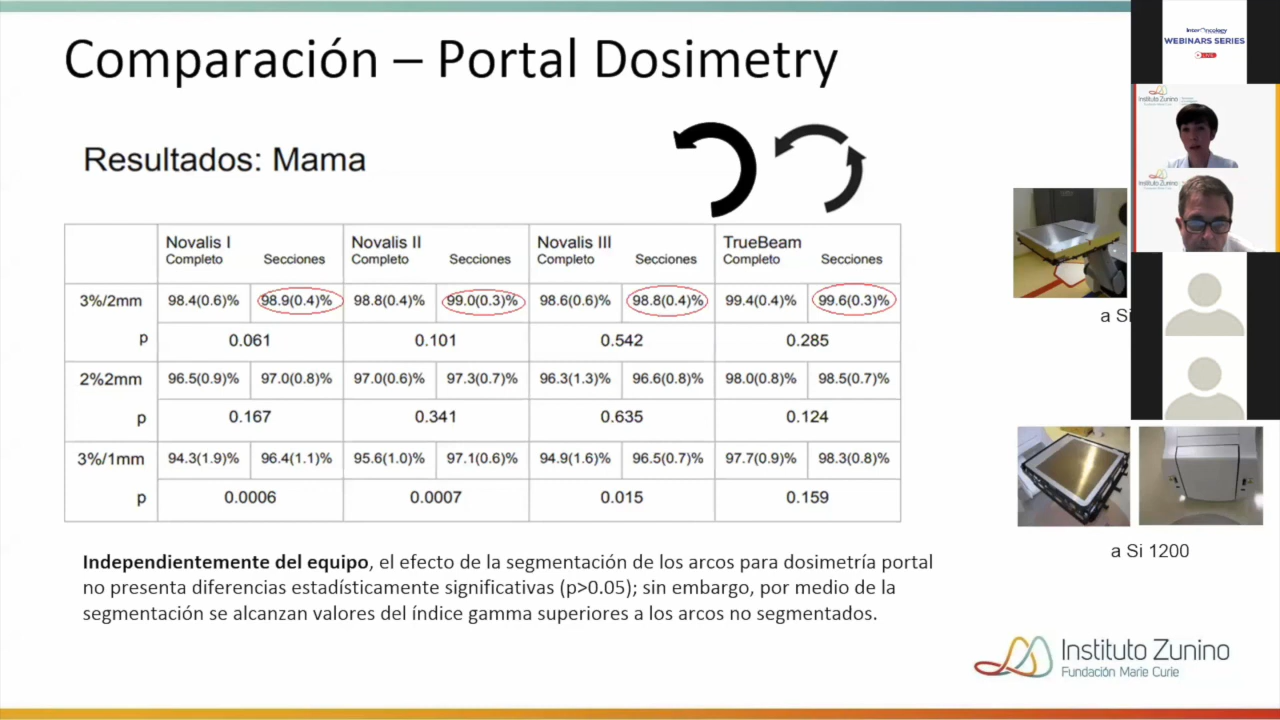 Comparación – Portal Dosimetry
Resultados: Mama
Novalis I Novalis II Novalis III TrueBeam
Completo Secciones Completo Secciones Completo Secciones Completo Secciones
3%/2mm 98.4(0.6)% 98.9(0.4)% 98.8(0.4)% 99.0(0.3)% 98.6(0.6)% 98.8(0.4)% 99.4(0.4)% 99.6(0.3)%
p 0.061 0.101 0.542 0.285
2%2mm 96.5(0.9)% 97.0(0.8)% 97.0(0.6)% 97.3(0.7)% 96.3(1.3)% 96.6(0.8)% 98.0(0.8)% 98.5(0.7)%
p 0.167 0.341 0.635 0.124
3%/1mm 94.3(1.9)% 96.4(1.1)% 95.6(1.0)% 97.1(0.6)% 94.9(1.6)% 96.5(0.7)% 97.7(0.9)% 98.3(0.8)%
p 0.0006 0.0007 0.015 0.159
Independientemente del equipo, el efecto de la segmentación de los arcos para dosimetría portal
no presenta diferencias estadísticamente significativas (p>0.05); sin embargo, por medio de la
segmentación se alcanzan valores del índice gamma superiores a los arcos no segmentados.
a Si
a Si 1200
Instituto Zunino
Fundación Marie Curie
InterOncology
WEBINARS SERIES
Instituto Zunino
Instituto Zunino